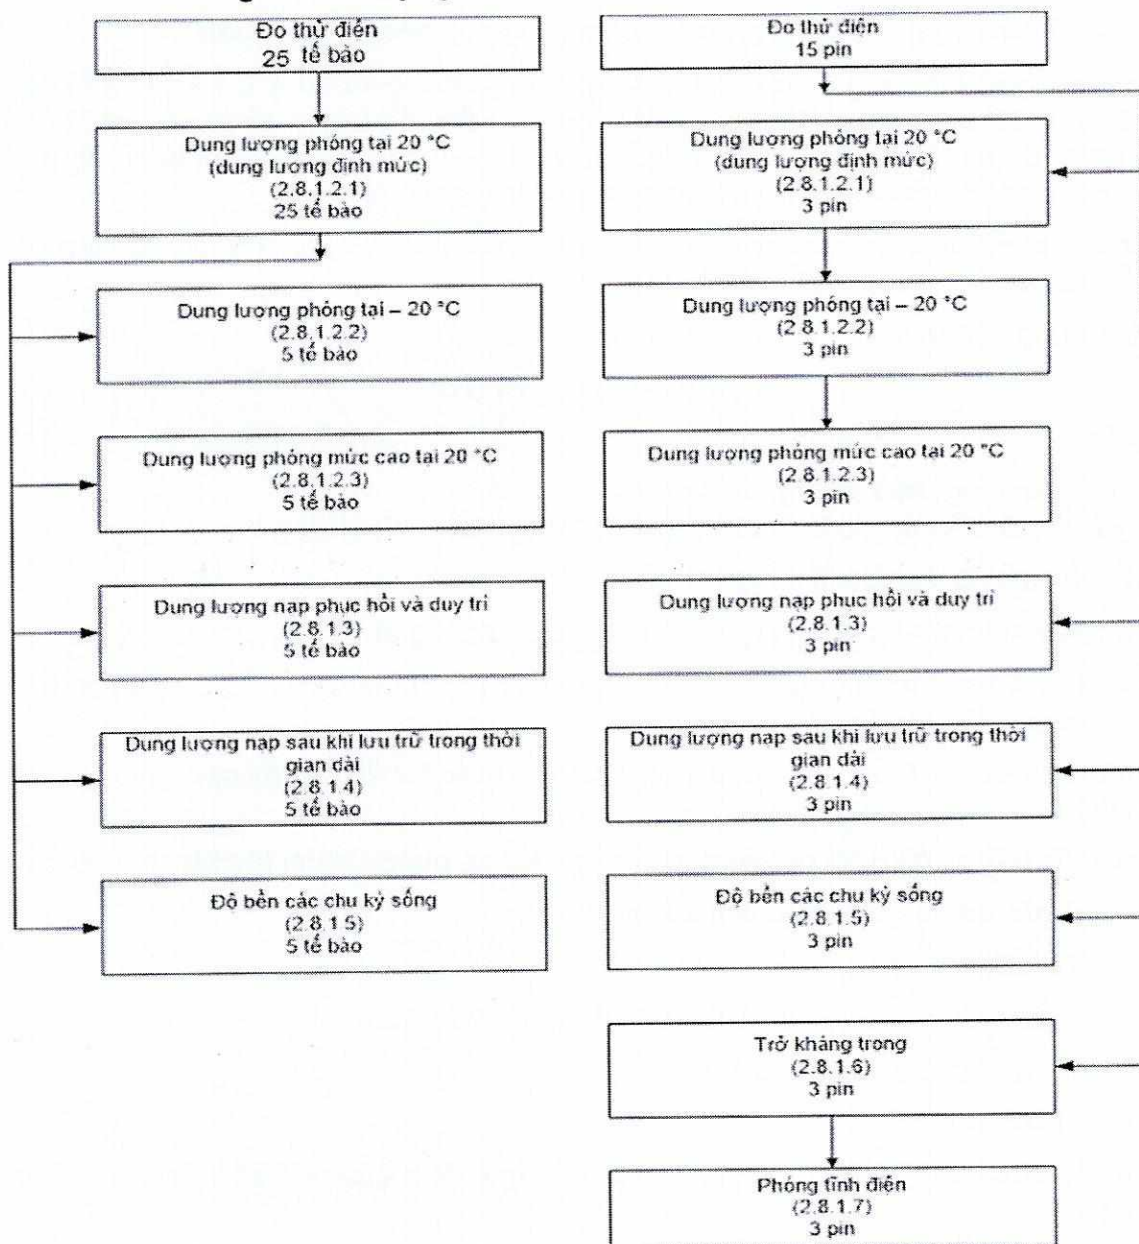 Đo thử điện
25 tế bào
Dung lượng phóng tại 20 °C
(dung lượng định mức)
(2.8.1.2.1)
25 tế bào
Dung lượng phóng tại – 20 °C
(2.8.1.2.2)
5 tế bào
Dung lượng phóng mức cao tại 20 °C
(2.8.1.2.3)
5 tế bào
Dung lượng nạp phục hồi và duy trì
(2.8.1.3)
5 tế bào
Dung lượng nạp sau khi lưu trữ trong thời
gian dài
(2.8.1.4)
5 tế bào
Độ bền các chu kỳ sống
(2.8.1.5)
5 tế bào
Đo thử điện
15 pin
Dung lượng phóng tại 20 °C
(dung lượng định mức)
(2.8.1.2.1)
3 pin
Dung lượng phóng tại – 20 °C
(2.8.1.2.2)
3 pin
Dung lượng phóng mức cao tại 20 °C
(2.8.1.2.3)
3 pin
Dung lượng nạp phục hồi và duy trì
(2.8.1.3)
3 pin
Dung lượng nạp sau khi lưu trữ trong thời
gian dài
(2.8.1.4)
3 pin
Độ bền các chu kỳ sống
(2.8.1.5)
3 pin
Trở kháng trong
(2.8.1.6)
3 pin
Phóng tĩnh điện
(2.8.1.7)
3 pin